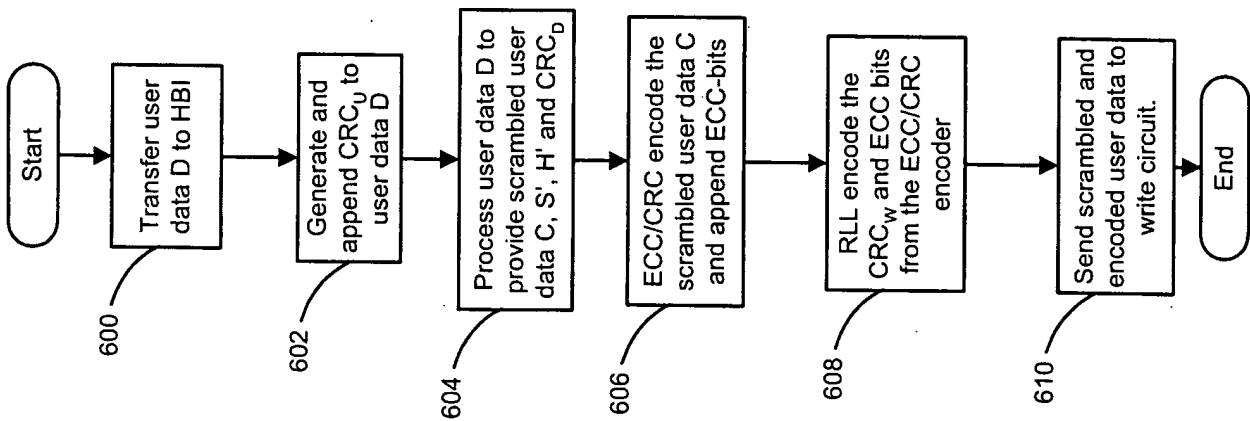 Start
600
Transfer user
data D to HBI
602
Generate and
append CRC_U to
user data D
604
Process user data D to
provide scrambled user
data C, S', H' and CRC_D
606
ECC/CRC encode the
scrambled user data C
and append ECC-bits
608
RLL encode the
CRC_W and ECC bits
from the ECC/CRC
encoder
610
Send scrambled and
encoded user data to
write circuit.
End